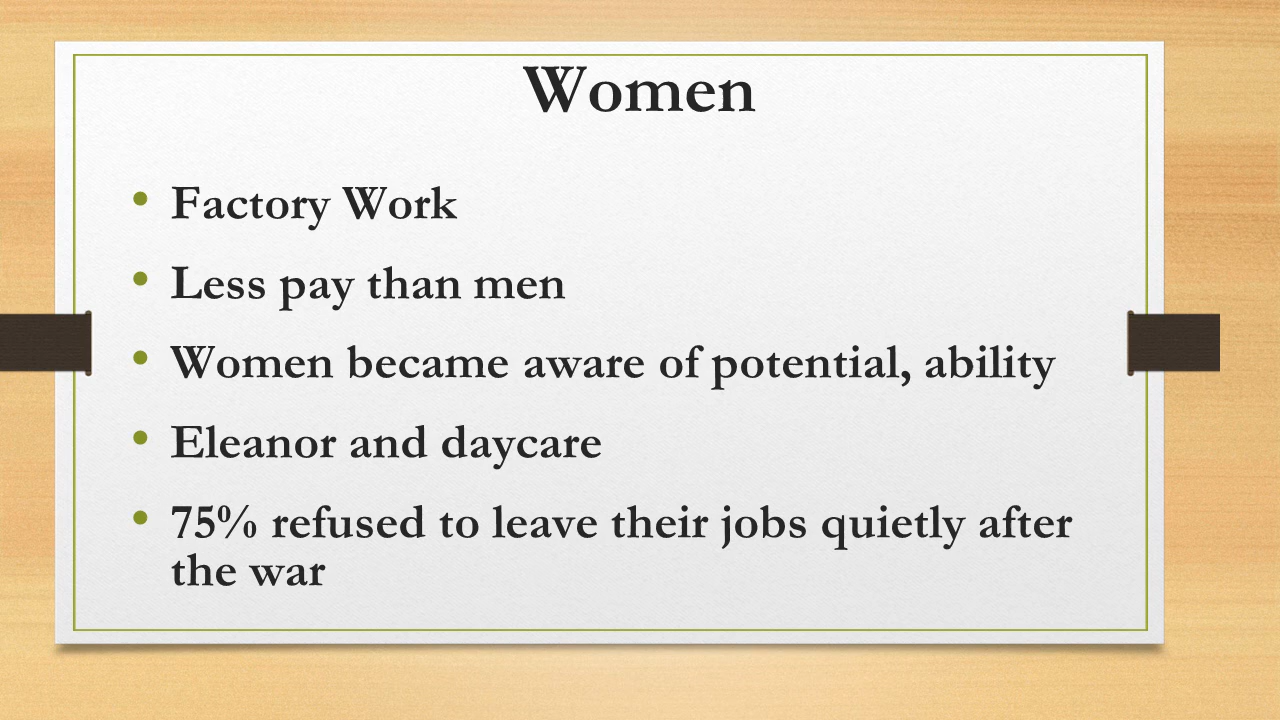 Women
• Factory Work
• Less pay than men
• Women became aware of potential, ability
• Eleanor and daycare
• 75% refused to leave their jobs quietly after
the war